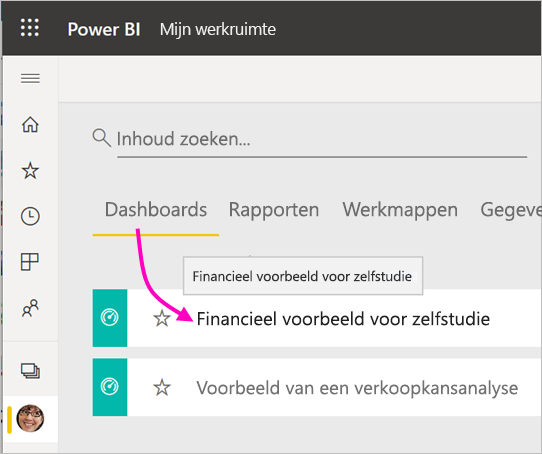 Power BI Mijn werkruimte
Inhoud zoeken...
Dashboards Rapporten Werkmappen Gegeve
Financieel voorbeeld voor zelfstudie
Financieel voorbeeld voor zelfstudie
Voorbeeld van een verkoopkansanalyse